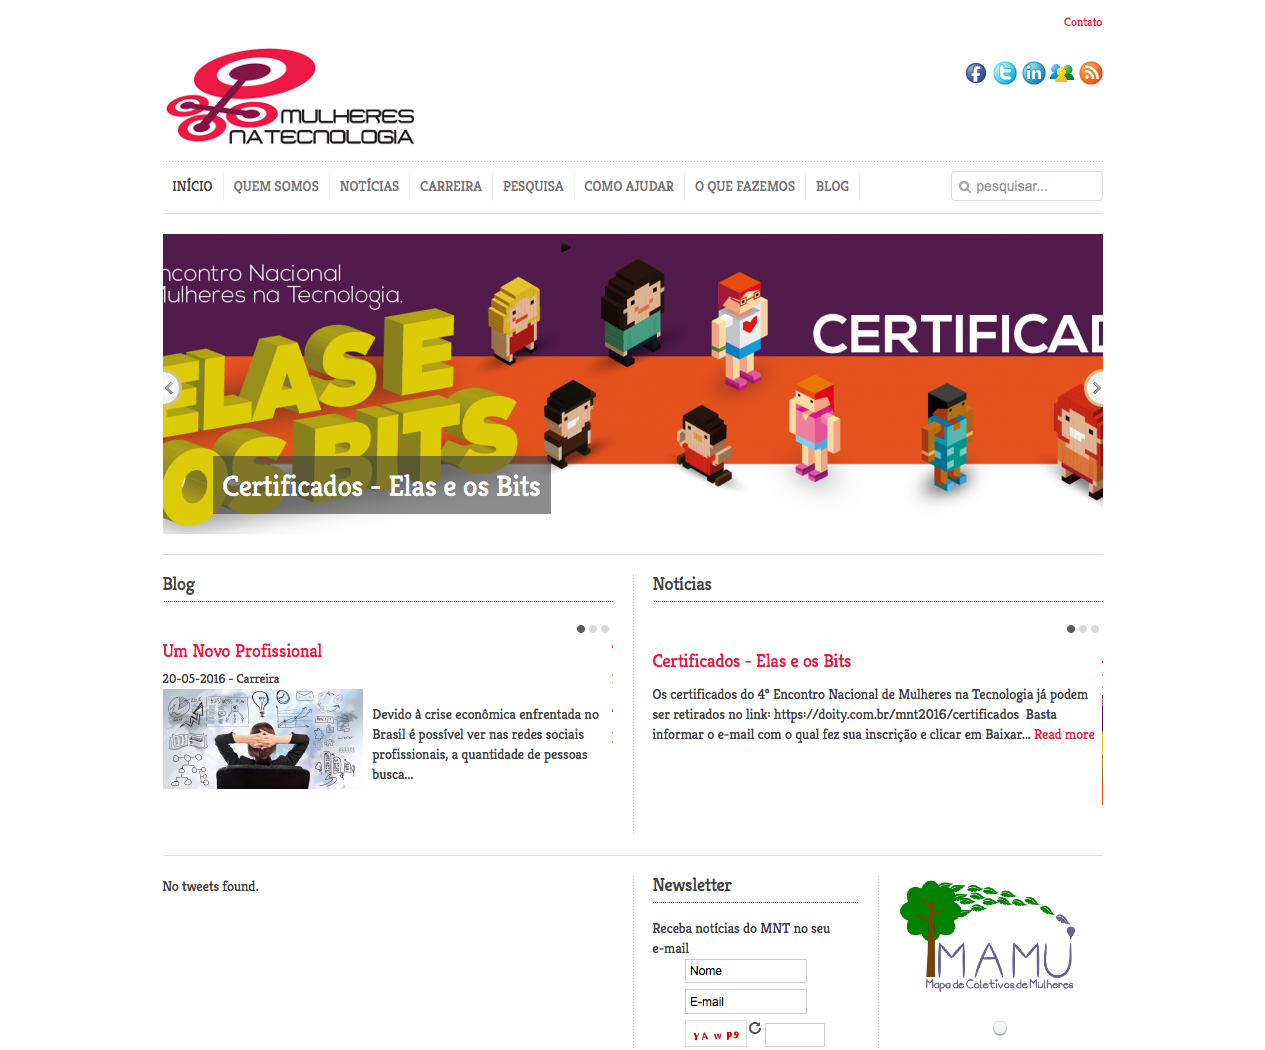 Contato
MULHERES
NATECNOLOGIA
INÍCIO QUEM SOMOS NOTÍCIAS CARREIRA PESQUISA COMO AJUDAR O QUE FAZEMOS BLOG pesquisar...
ncontro Nacional
Mulheres na Tecnologia.
ELAS E
OS BITS
CERTIFICAD
Certificados - Elas e os Bits
Blog
Um Novo Profissional
20-05-2016 - Carreira
Devido à crise econômica enfrentada no
Brasil é possível ver nas redes sociais
profissionais, a quantidade de pessoas
busca...
Notícias
Certificados - Elas e os Bits
Os certificados do 4º Encontro Nacional de Mulheres na Tecnologia já podem
ser retirados no link: https://doity.com.br/mnt2016/certificados Basta
informar o e-mail com o qual fez sua inscrição e clicar em Baixar... Read more
No tweets found.
Newsletter
Receba notícias do MNT no seu
e-mail
Nome
E-mail
YA w P9
MAMU
Mapa de Coletivos de Mulheres